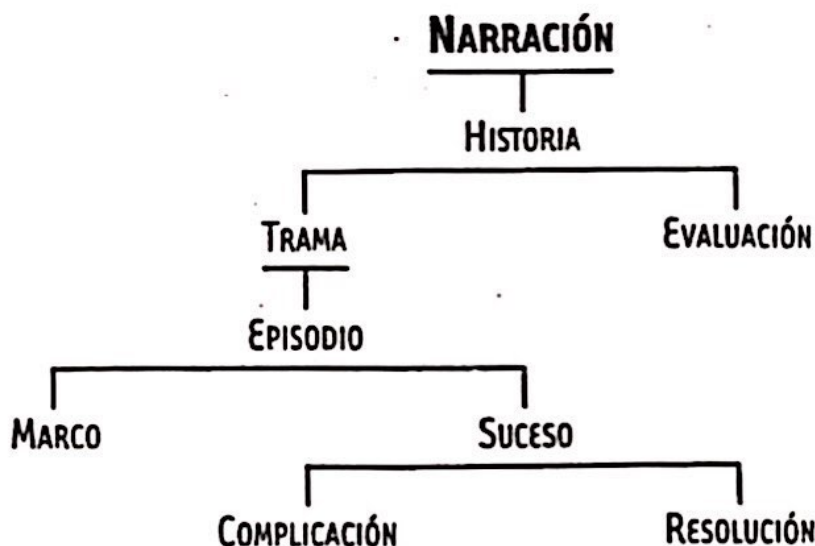 NARRACIÓN
HISTORIA
TRAMA EVALUACIÓN
EPISODIO
MARCO SUCESO
COMPLICACIÓN RESOLUCIÓN